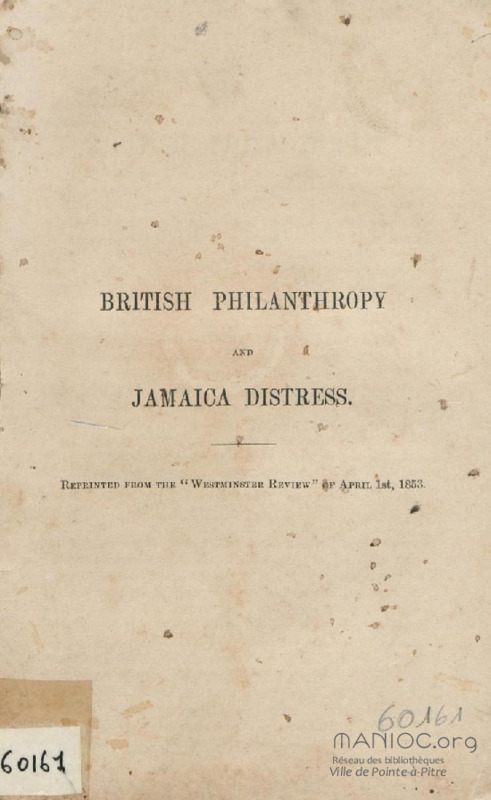 BRITISH PHILANTHROPY
AND
JAMAICA DISTRESS.
REPRINTED FROM THE "WESTMINSTER REVIEW" OF APRIL 1st, 1853.
60161
MANIOC.org
Réseau des bibliothèques
Ville de Pointe-à-Pitre
60161